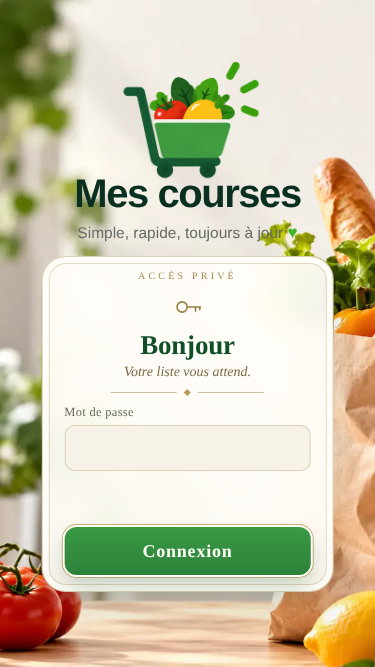 Mes courses
Simple, rapide, toujours à jour
ACCÈS PRIVÉ
Bonjour
Votre liste vous attend.
Mot de passe
Connexion